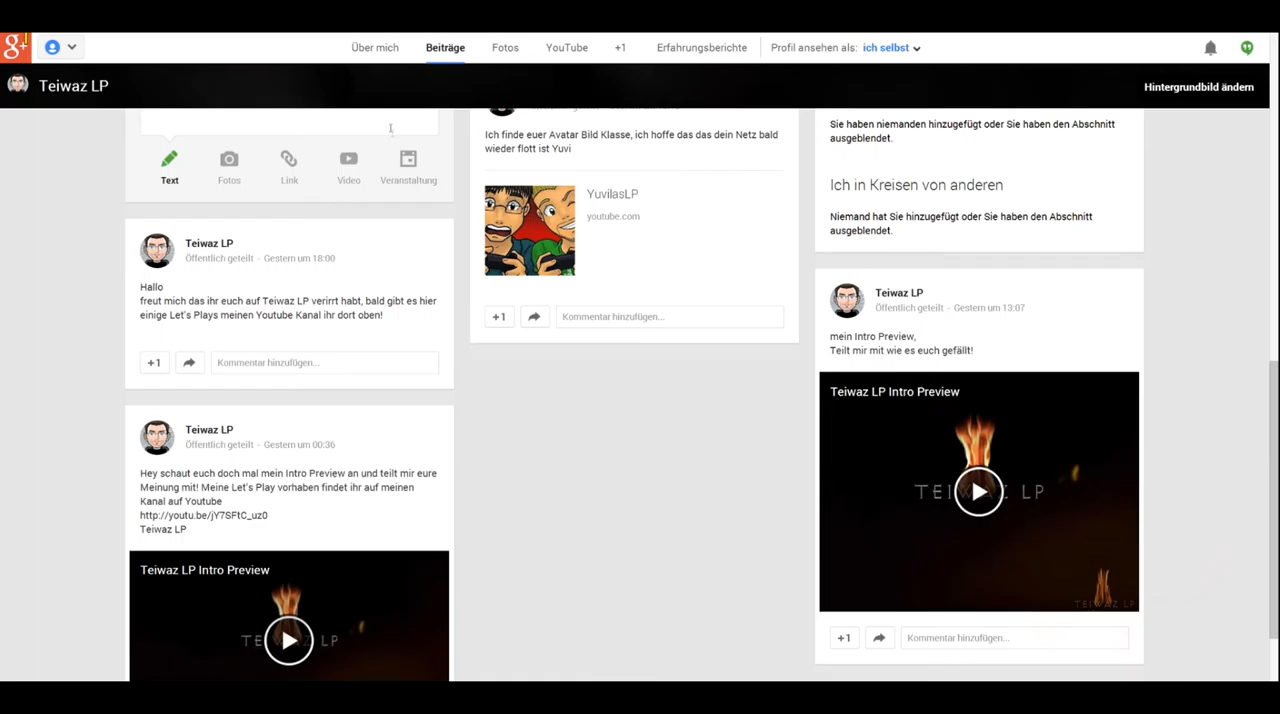 g+
Über mich
Beiträge
Fotos
YouTube
+1
Erfahrungsberichte
Profil ansehen als: ich selbst
Teiwaz LP
Hintergrundbild ändern
Text
Fotos
Link
Video
Veranstaltung
Teiwaz LP
Öffentlich geteilt - Gestern um 18:00
Hallo
freut mich das ihr euch auf Teiwaz LP verirrt habt, bald gibt es hier
einige Let's Plays meinen Youtube Kanal ihr dort oben!
+1
Kommentar hinzufügen...
Teiwaz LP
Öffentlich geteilt - Gestern um 00:36
Hey schaut euch doch mal mein Intro Preview an und teilt mir eure
Meinung mit! Meine Let's Play vorhaben findet ihr auf meinen
Kanal auf Youtube
http://youtu.be/jY7SFtC_uz0
Teiwaz LP
Teiwaz LP Intro Preview
TEIWAZ LP
Ich finde euer Avatar Bild Klasse, ich hoffe das das dein Netz bald
wieder flott ist Yuvi
YuvilasLP
youtube.com
+1
Kommentar hinzufügen...
Sie haben niemanden hinzugefügt oder Sie haben den Abschnitt
ausgeblendet.
Ich in Kreisen von anderen
Niemand hat Sie hinzugefügt oder Sie haben den Abschnitt
ausgeblendet.
Teiwaz LP
Öffentlich geteilt - Gestern um 13:07
mein Intro Preview,
Teilt mir mit wie es euch gefällt!
Teiwaz LP Intro Preview
TEIWAZ LP
TEIWAZ LP
+1
Kommentar hinzufügen...